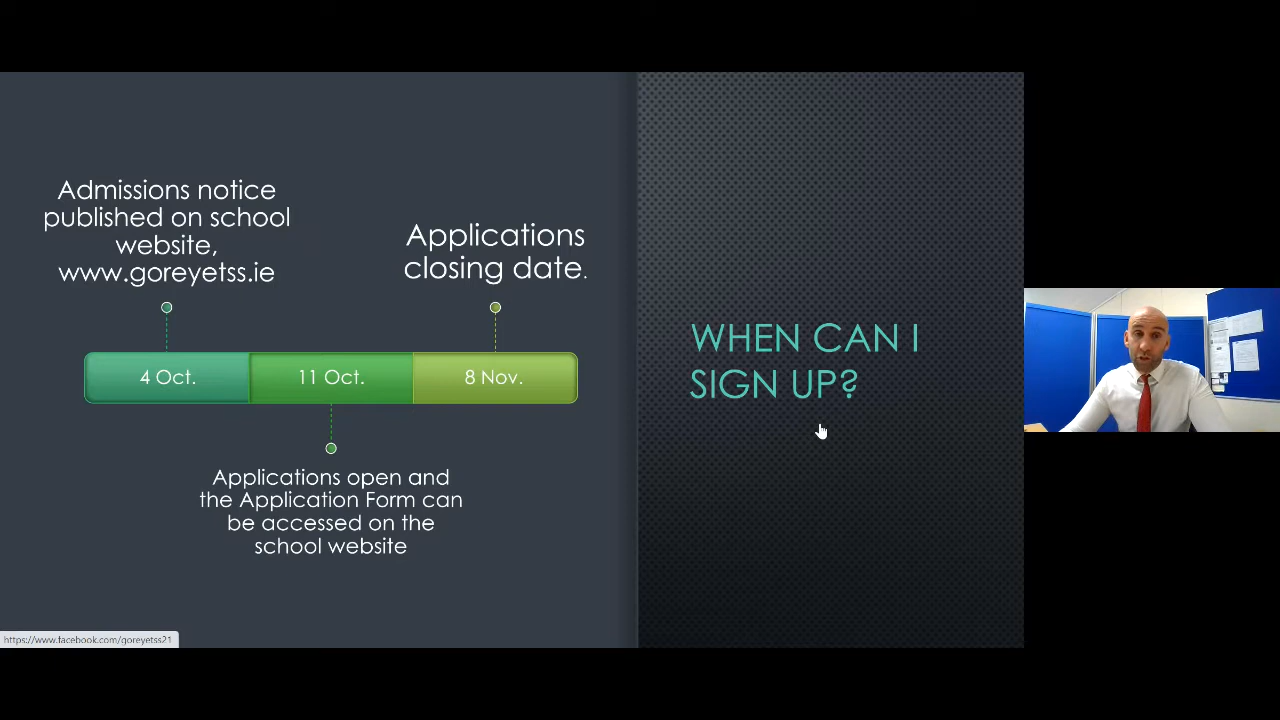 Admissions notice
published on school
website,
www.goreyetss.ie
Applications
closing date.
4 Oct.
11 Oct.
8 Nov.
Applications open and
the Application Form can
be accessed on the
school website
WHEN CAN I
SIGN UP?
https://www.facebook.com/goreyetss21